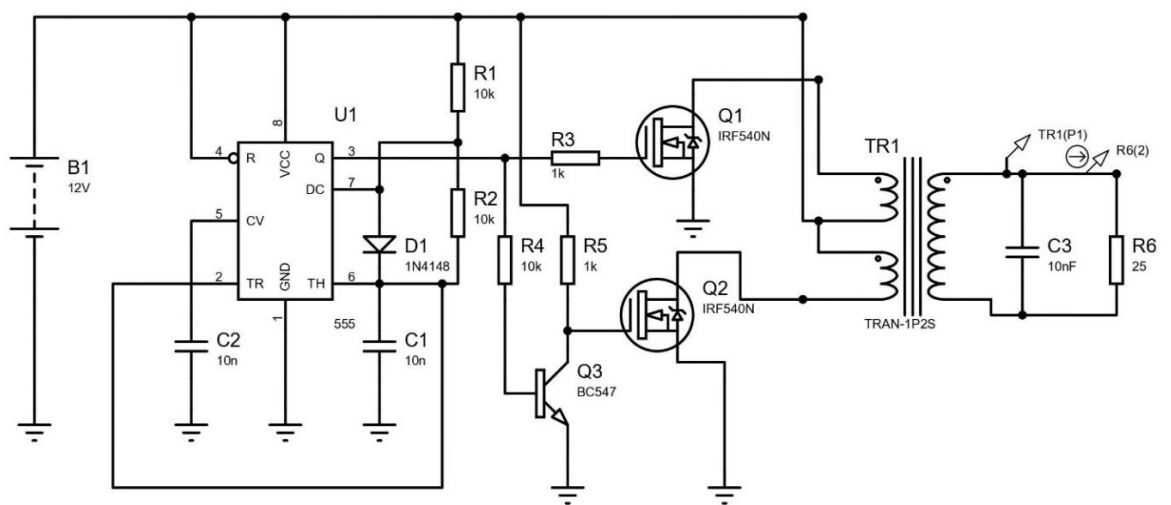 B1
12V
U1
4
R
8
VCC
Q
3
DC
7
5
CV
2
TR
GND
1
TH
6
555
R1
10k
R2
10k
D1
1N4148
C2
10n
C1
10n
R3
1k
R4
10k
R5
1k
Q1
IRF540N
Q2
IRF540N
Q3
BC547
TR1
TRAN-1P2S
TR1(P1)
R6(2)
C3
10nF
R6
25